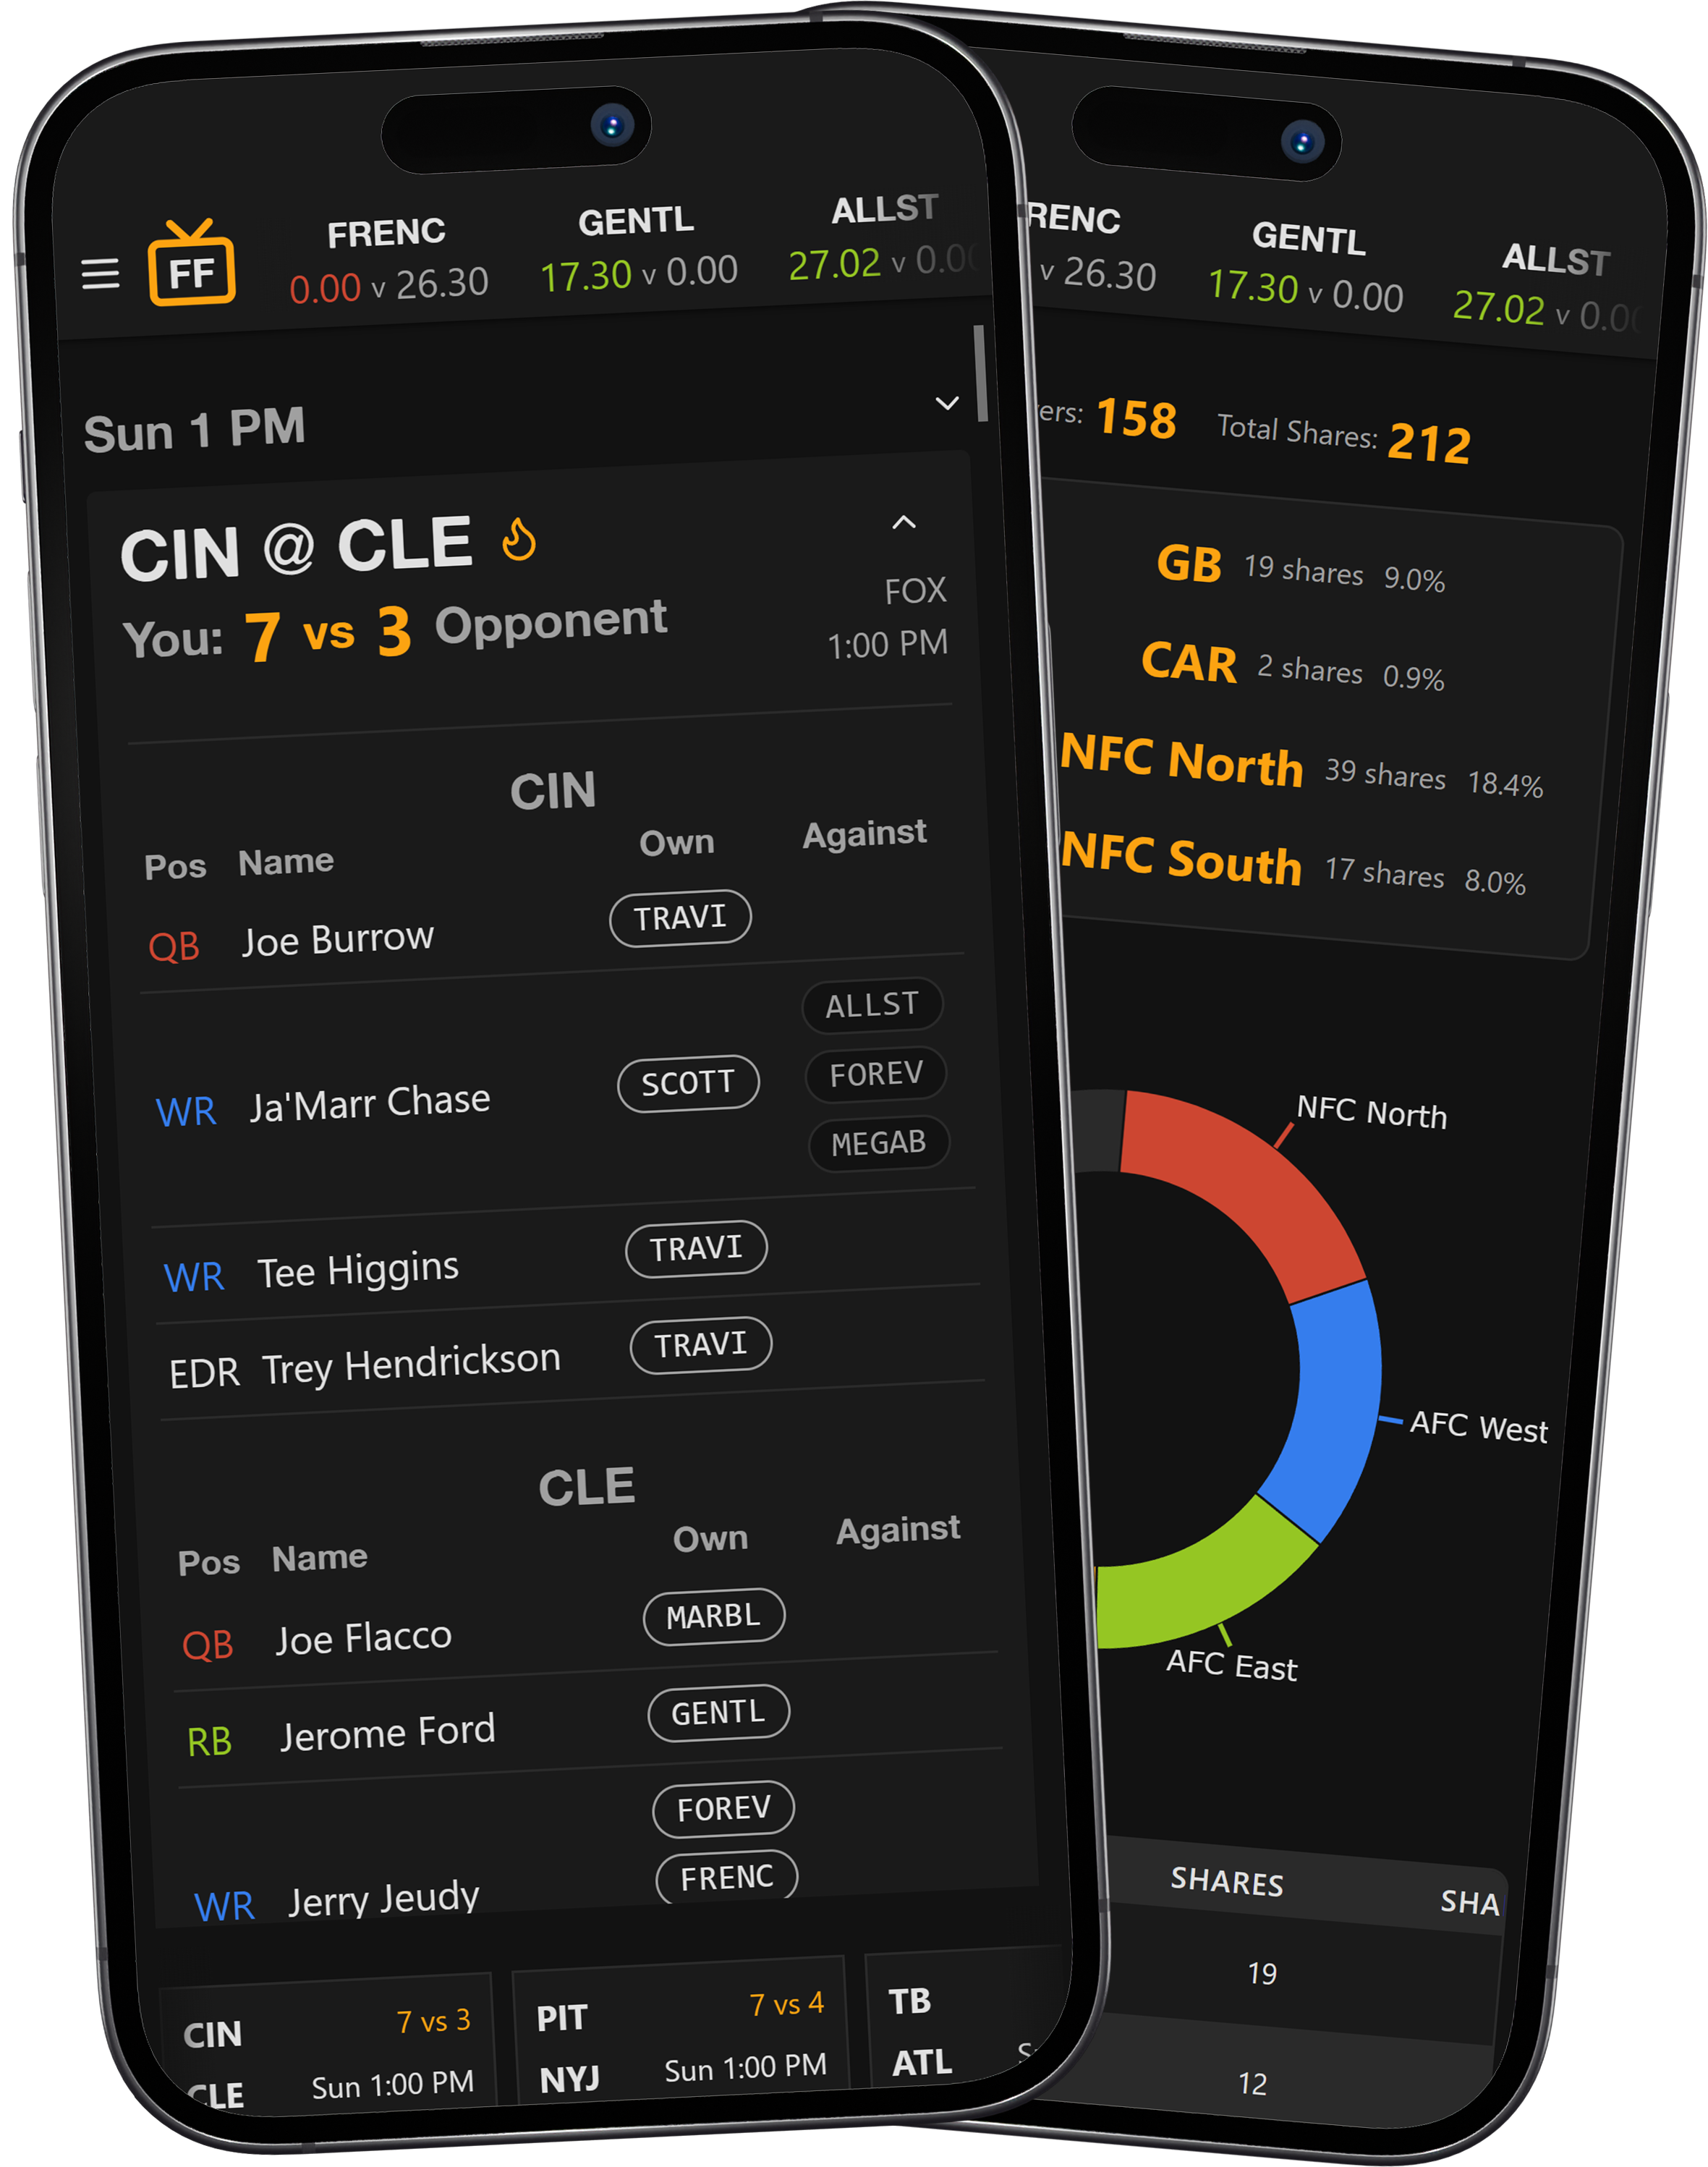 FF
FRENC
0.00 v 26.30
GENTL
17.30 v 0.00
ALLST
27.02 v 0.00
Sun 1 PM
CIN @ CLE
You: 7 vs 3 Opponent
FOX
1:00 PM
CIN
Pos Name Own Against
QB Joe Burrow TRAVI
WR Ja'Marr Chase SCOTT ALLST
FOREV
MEGAB
WR Tee Higgins TRAVI
EDR Trey Hendrickson TRAVI
CLE
Pos Name Own Against
QB Joe Flacco MARBL
RB Jerome Ford GENTL
WR Jerry Jeudy FOREV
FRENC
CIN 7 vs 3
CLE Sun 1:00 PM
PIT 7 vs 4
NYJ Sun 1:00 PM
TB
ATL
RENC
v 26.30
GENTL
17.30 v 0.00
ALLST
27.02 v 0.0
ers: 158 Total Shares: 212
GB 19 shares 9.0%
CAR 2 shares 0.9%
NFC North 39 shares 18.4%
NFC South 17 shares 8.0%
NFC North
AFC West
AFC East
SHARES SHA
19
12